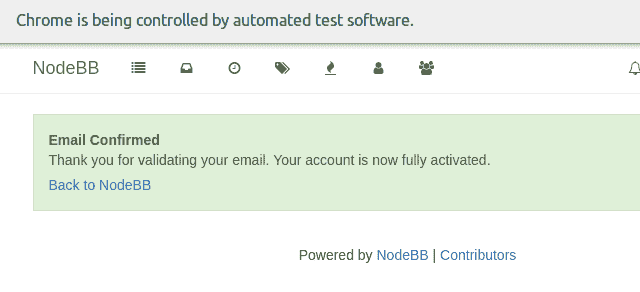 Chrome is being controlled by automated test software.
NodeBB
Email Confirmed
Thank you for validating your email. Your account is now fully activated.
Back to NodeBB
Powered by NodeBB | Contributors